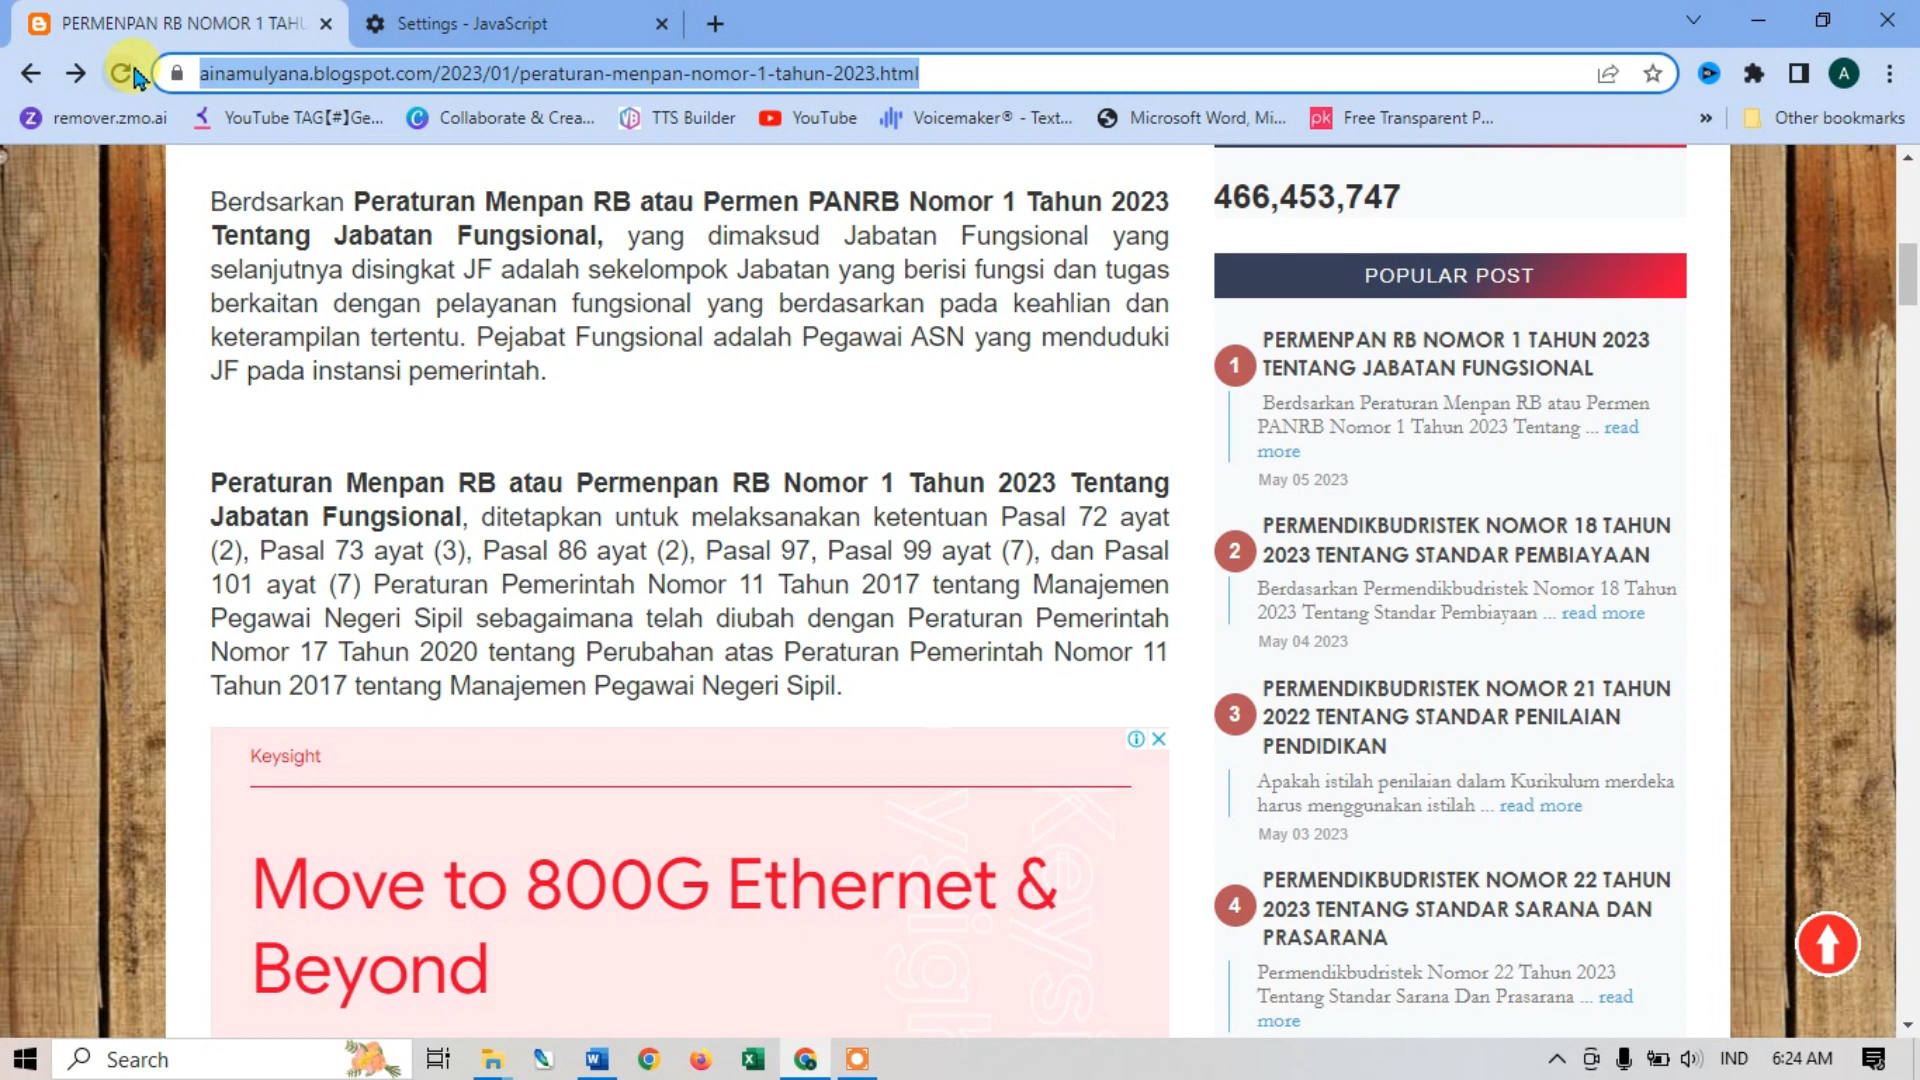 PERMENPAN RB NOMOR 1 TAHU
Settings - JavaScript
ainamulyana.blogspot.com/2023/01/peraturan-menpan-nomor-1-tahun-2023.html
A
remover.zmo.ai
YouTube TAG【#】Ge...
Collaborate & Crea...
TTS Builder
YouTube
Voicemaker® - Text...
Microsoft Word, Mi...
pk Free Transparent P...
»
Other bookmarks
Berdsarkan Peraturan Menpan RB atau Permen PANRB Nomor 1 Tahun 2023
Tentang Jabatan Fungsional, yang dimaksud Jabatan Fungsional yang
selanjutnya disingkat JF adalah sekelompok Jabatan yang berisi fungsi dan tugas
berkaitan dengan pelayanan fungsional yang berdasarkan pada keahlian dan
keterampilan tertentu. Pejabat Fungsional adalah Pegawai ASN yang menduduki
JF pada instansi pemerintah.
Peraturan Menpan RB atau Permenpan RB Nomor 1 Tahun 2023 Tentang
Jabatan Fungsional, ditetapkan untuk melaksanakan ketentuan Pasal 72 ayat
(2), Pasal 73 ayat (3), Pasal 86 ayat (2), Pasal 97, Pasal 99 ayat (7), dan Pasal
101 ayat (7) Peraturan Pemerintah Nomor 11 Tahun 2017 tentang Manajemen
Pegawai Negeri Sipil sebagaimana telah diubah dengan Peraturan Pemerintah
Nomor 17 Tahun 2020 tentang Perubahan atas Peraturan Pemerintah Nomor 11
Tahun 2017 tentang Manajemen Pegawai Negeri Sipil.
Keysight
Move to 800G Ethernet &
Beyond
466,453,747
POPULAR POST
1
PERMENPAN RB NOMOR 1 TAHUN 2023
TENTANG JABATAN FUNGSIONAL
Berdsarkan Peraturan Menpan RB atau Permen
PANRB Nomor 1 Tahun 2023 Tentang ... read
more
May 05 2023
2
PERMENDIKBUDRISTEK NOMOR 18 TAHUN
2023 TENTANG STANDAR PEMBIAYAAN
Berdasarkan Permendikbudristek Nomor 18 Tahun
2023 Tentang Standar Pembiayaan ... read more
May 04 2023
3
PERMENDIKBUDRISTEK NOMOR 21 TAHUN
2022 TENTANG STANDAR PENILAIAN
PENDIDIKAN
Apakah istilah penilaian dalam Kurikulum merdeka
harus menggunakan istilah ... read more
May 03 2023
4
PERMENDIKBUDRISTEK NOMOR 22 TAHUN
2023 TENTANG STANDAR SARANA DAN
PRASARANA
Permendikbudristek Nomor 22 Tahun 2023
Tentang Standar Sarana Dan Prasarana ... read
more
Search
IND
6:24 AM